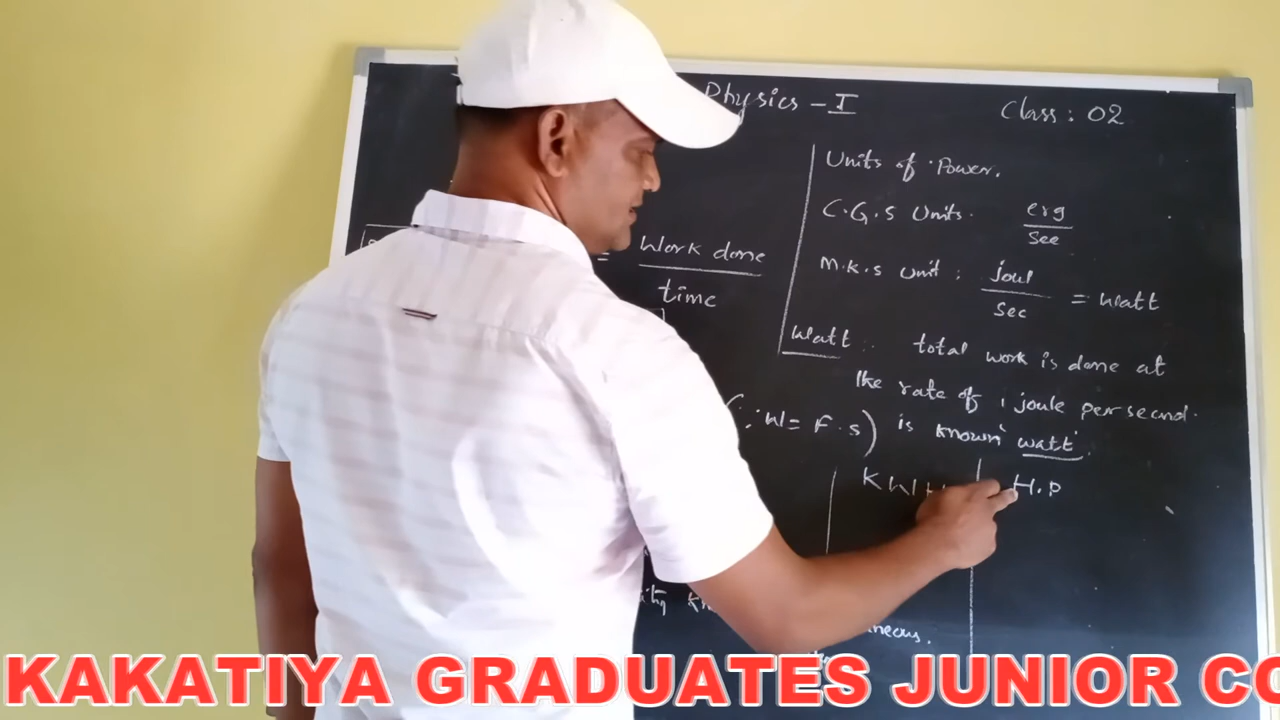 Physics - I
Class : 02
Work done
time
(∵ W = F . s)
Units of Power.
C.G.S Units. erg
sec
M.K.S Unit : joul
sec
= Watt
Watt : total work is done at
the rate of 1 joule per second.
is known watt.
K W H
H.P
neous.
KAKATIYA GRADUATES JUNIOR CO